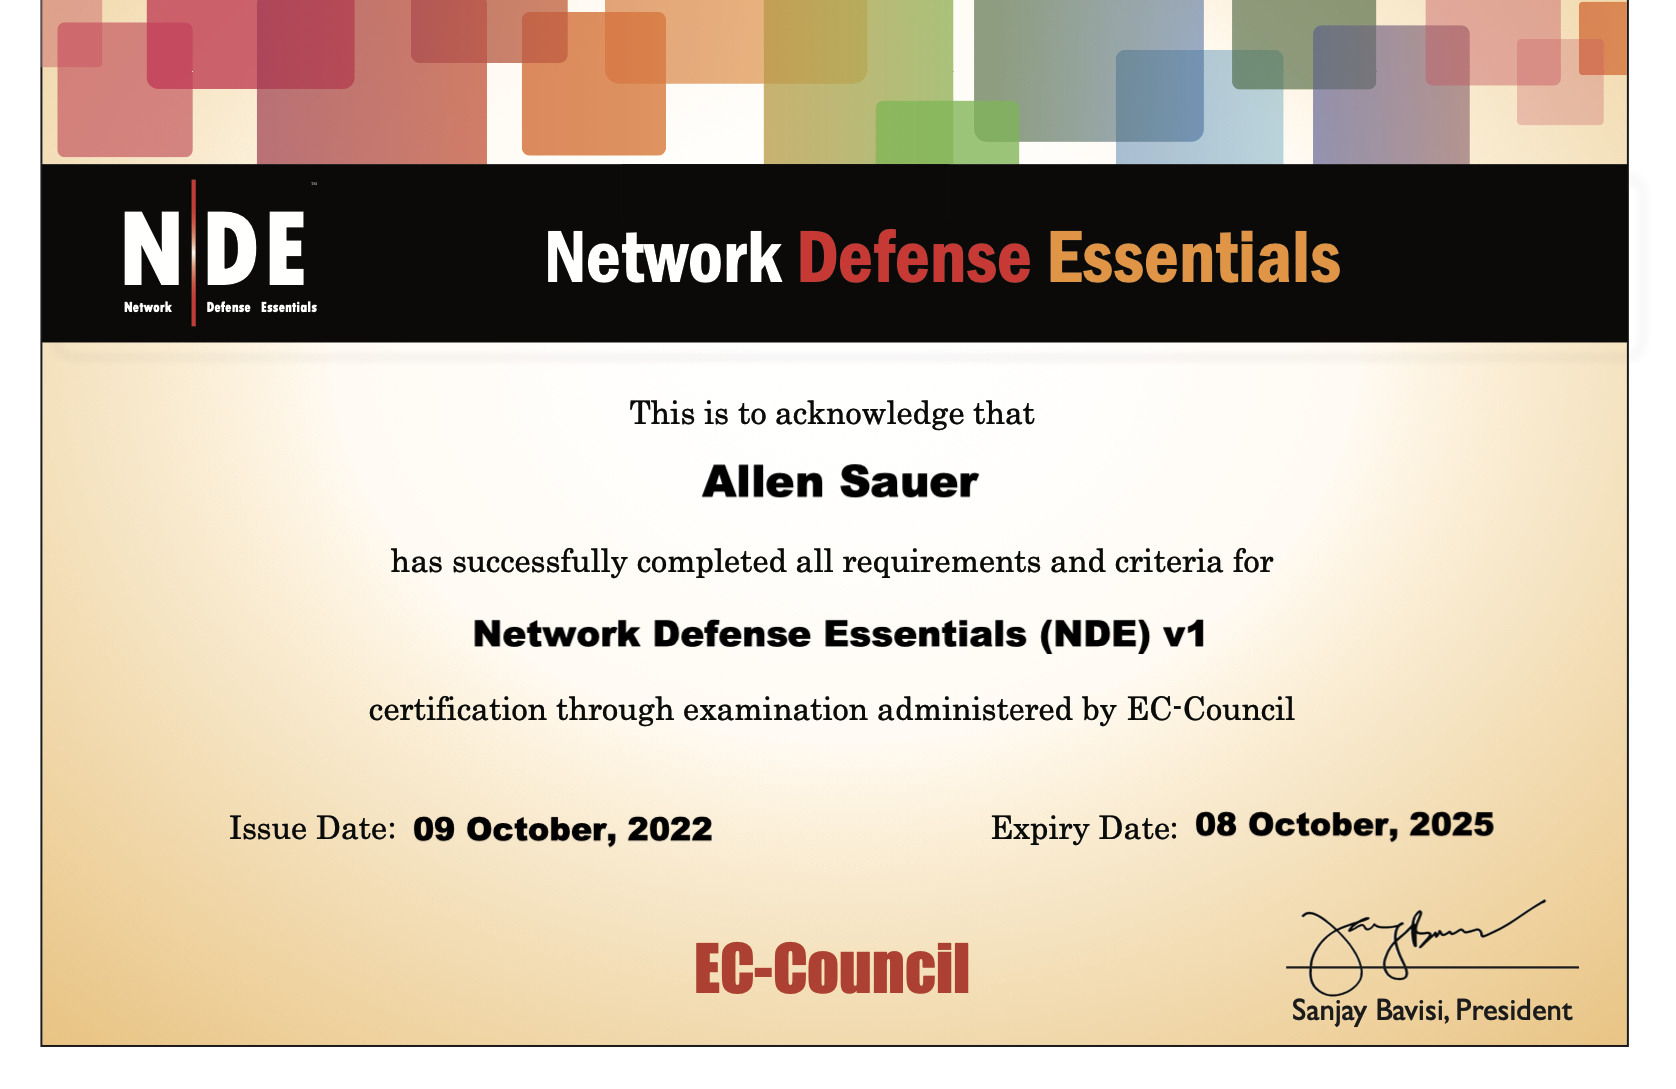 NDE™
Network Defense Essentials
Network Defense Essentials
This is to acknowledge that
Allen Sauer
has successfully completed all requirements and criteria for
Network Defense Essentials (NDE) v1
certification through examination administered by EC-Council
Issue Date: 09 October, 2022
Expiry Date: 08 October, 2025
EC-Council
Sanjay Bavisi, President